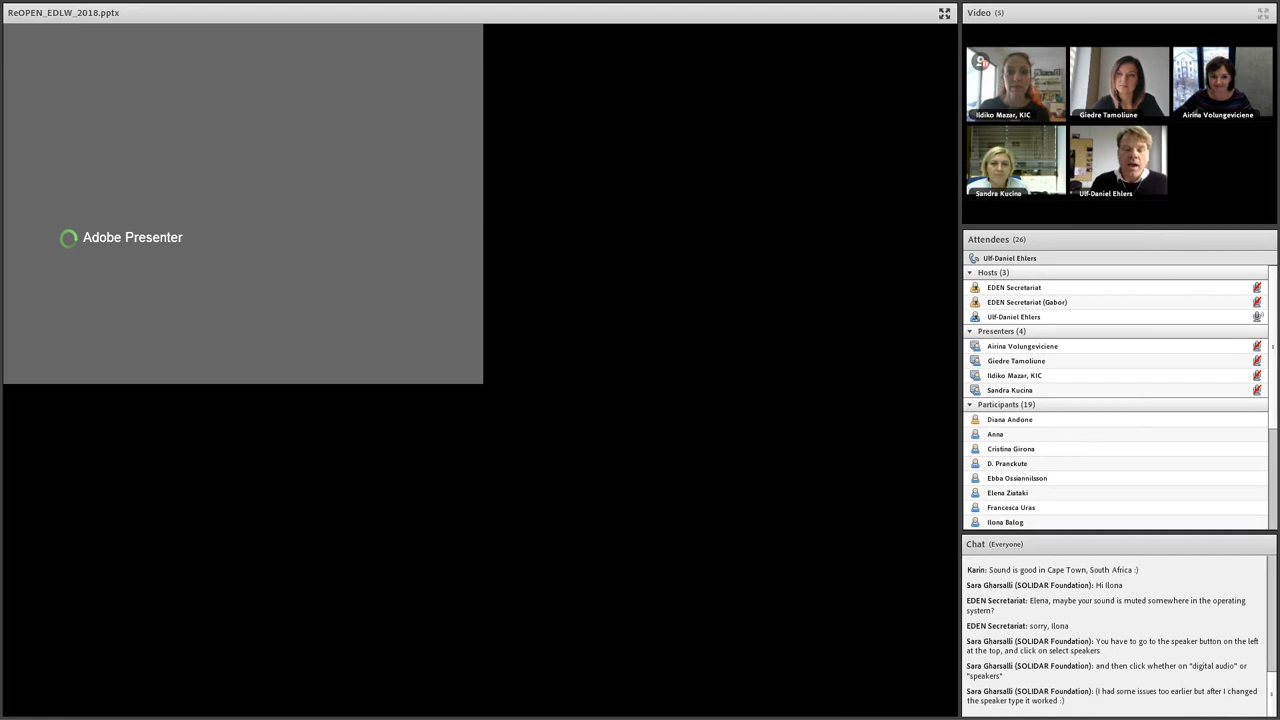 ReOPEN_EDLW_2018.pptx
Adobe Presenter
Video (5)
Ildiko Mazar, KIC
Giedre Tamoliune
Airina Volungeviciene
Sandra Kucina
Ulf-Daniel Ehlers
Attendees (26)
Ulf-Daniel Ehlers
Hosts (3)
EDEN Secretariat
EDEN Secretariat (Gabor)
Ulf-Daniel Ehlers
Presenters (4)
Airina Volungeviciene
Giedre Tamoliune
Ildiko Mazar, KIC
Sandra Kucina
Participants (19)
Diana Andone
Anna
Cristina Girona
D. Pranckute
Ebba Ossiannilsson
Elena Ziataki
Francesca Uras
Ilona Balog
Chat (Everyone)
Karin: Sound is good in Cape Town, South Africa :)
Sara Gharsalli (SOLIDAR Foundation): Hi Ilona
EDEN Secretariat: Elena, maybe your sound is muted somewhere in the operating
system?
EDEN Secretariat: sorry, Ilona
Sara Gharsalli (SOLIDAR Foundation): You have to go to the speaker button on the left
at the top, and click on select speakers
Sara Gharsalli (SOLIDAR Foundation): and then click whether on "digital audio" or
"speakers"
Sara Gharsalli (SOLIDAR Foundation): (I had some issues too earlier but after I changed
the speaker type it worked :)